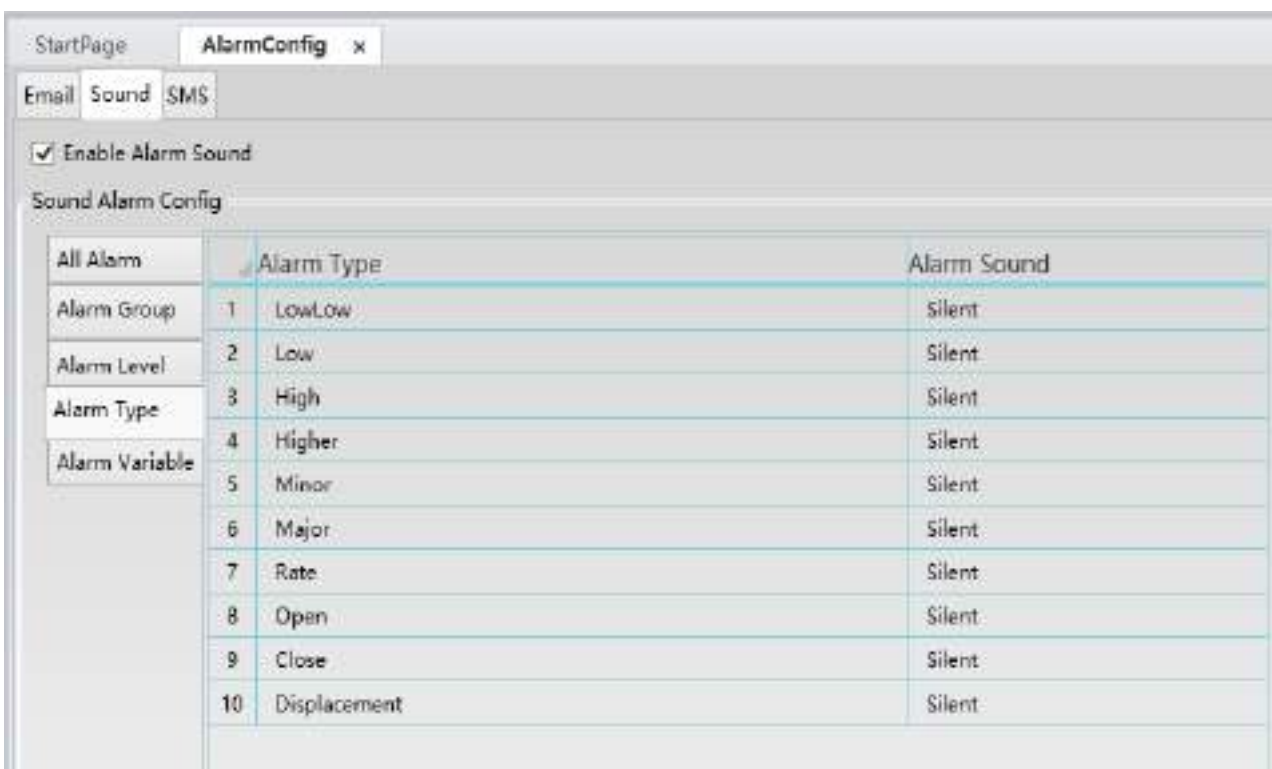 StartPage AlarmConfig x
Email Sound SMS
Enable Alarm Sound
Sound Alarm Config
All Alarm
Alarm Group
Alarm Level
Alarm Type
Alarm Variable
Alarm Type Alarm Sound
1 LowLow Silent
2 Low Silent
3 High Silent
4 Higher Silent
5 Minor Silent
6 Major Silent
7 Rate Silent
8 Open Silent
9 Close Silent
10 Displacement Silent